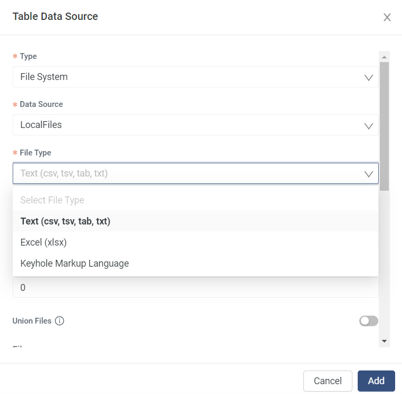 Table Data Source
* Type
File System
* Data Source
LocalFiles
* File Type
Text (csv, tsv, tab, txt)
Select File Type
Text (csv, tsv, tab, txt)
Excel (xlsx)
Keyhole Markup Language
0
Union Files
Cancel
Add